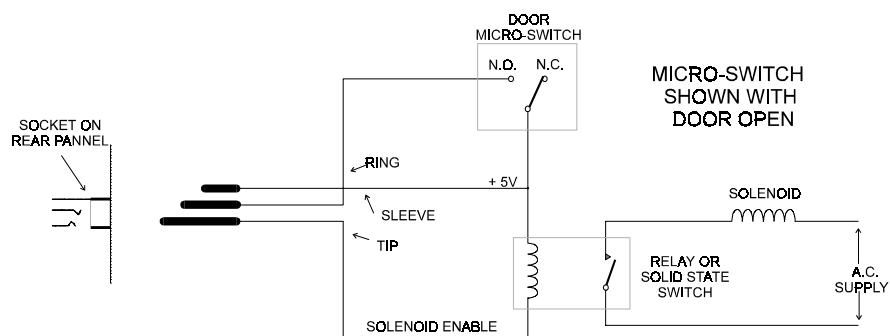 DOOR
MICRO-SWITCH
N.O.
N.C.
MICRO-SWITCH
SHOWN WITH
DOOR OPEN
SOCKET ON
REAR PANNEL
RING
+ 5V
SLEEVE
TIP
SOLENOID
RELAY OR
SOLID STATE
SWITCH
A.C.
SUPPLY
SOLENOID ENABLE